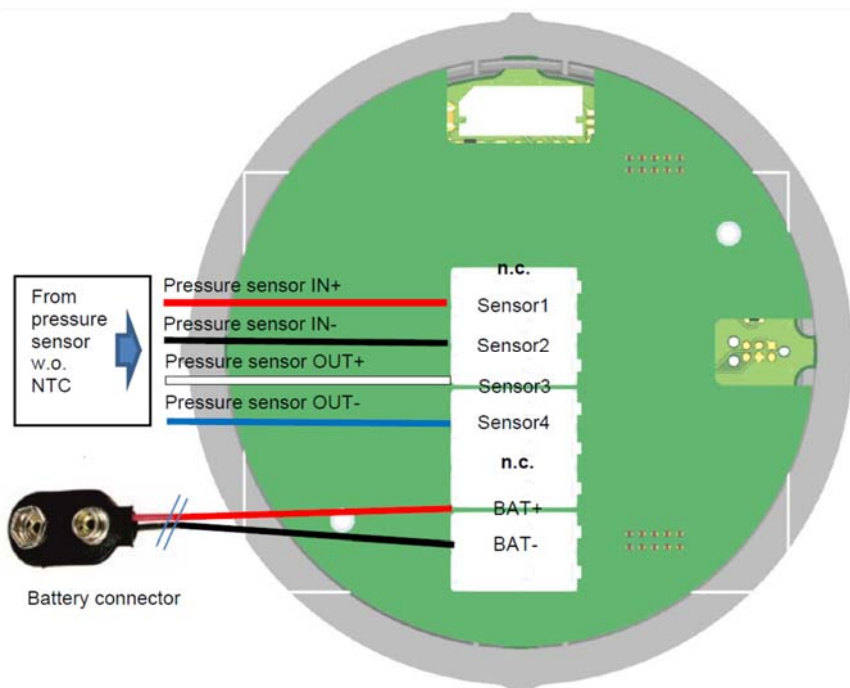 n.c.
From
pressure
sensor
w.o.
NTC
Pressure sensor IN+
Sensor1
Pressure sensor IN-
Sensor2
Pressure sensor OUT+
Sensor3
Pressure sensor OUT-
Sensor4
n.c.
BAT+
BAT-
Battery connector